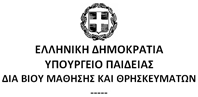 ΕΛΛΗΝΙΚΗ ΔΗΜΟΚΡΑΤΙΑ
ΥΠΟΥΡΓΕΙΟ ΠΑΙΔΕΙΑΣ
ΔΙΑ ΒΙΟΥ ΜΑΘΗΣΗΣ ΚΑΙ ΘΡΗΣΚΕΥΜΑΤΩΝ
-----